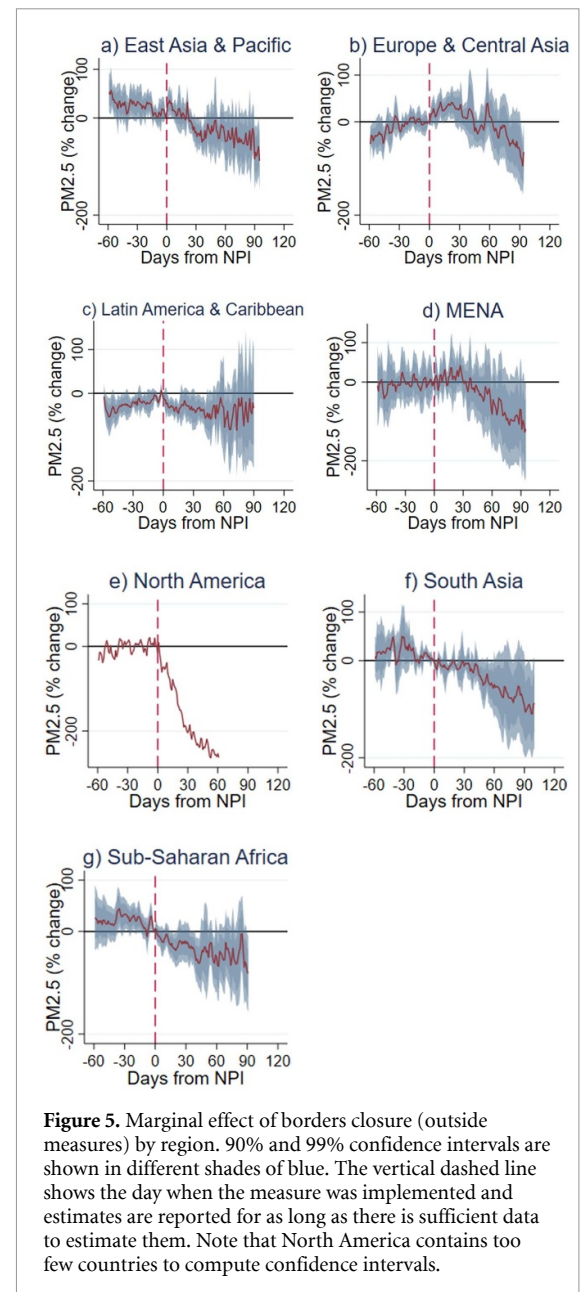 a) East Asia & Pacific
100
0
-200
PM2.5 (% change)
-60 -30 0 30 60 90 120
Days from NPI
b) Europe & Central Asia
100
0
-200
PM2.5 (% change)
-60 -30 0 30 60 90 120
Days from NPI
c) Latin America & Caribbean
100
0
-200
PM2.5 (% change)
-60 -30 0 30 60 90 120
Days from NPI
d) MENA
100
0
-200
PM2.5 (% change)
-60 -30 0 30 60 90 120
Days from NPI
e) North America
100
0
-200
PM2.5 (% change)
-60 -30 0 30 60 90 120
Days from NPI
f) South Asia
100
0
-200
PM2.5 (% change)
-60 -30 0 30 60 90 120
Days from NPI
g) Sub-Saharan Africa
100
0
-200
PM2.5 (% change)
-60 -30 0 30 60 90 120
Days from NPI
Figure 5. Marginal effect of borders closure (outside
measures) by region. 90% and 99% confidence intervals are
shown in different shades of blue. The vertical dashed line
shows the day when the measure was implemented and
estimates are reported for as long as there is sufficient data
to estimate them. Note that North America contains too
few countries to compute confidence intervals.